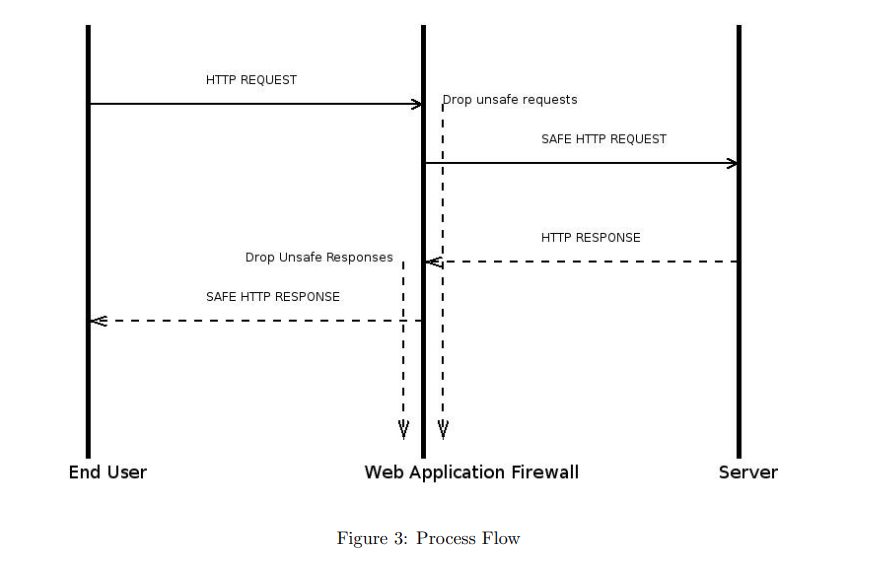 HTTP REQUEST
Drop unsafe requests
SAFE HTTP REQUEST
HTTP RESPONSE
Drop Unsafe Responses
SAFE HTTP RESPONSE
End User
Web Application Firewall
Server
Figure 3: Process Flow